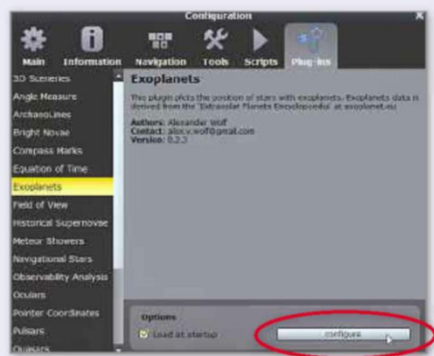 Configuration
X
Main Information Navigation Tools Scripts Plug-ins
3D Sceneries
Angle Measure
ArchaeoLines
Bright Novae
Compass Marks
Equation of Time
Exoplanets
Field of View
Historical Supernovae
Meteor Showers
Navigational Stars
Observability Analysis
Oculars
Pointer Coordinates
Pulsars
Quasars
Exoplanets
This plugin plots the position of stars with exoplanets. Exoplanets data is
derived from the "Extrasolar Planets Encyclopaedia" at exoplanet.eu
Authors: Alexander Wolf
Contact: alex.v.wolf@gmail.com
Version: 0.2.3
Options
Load at startup
configure